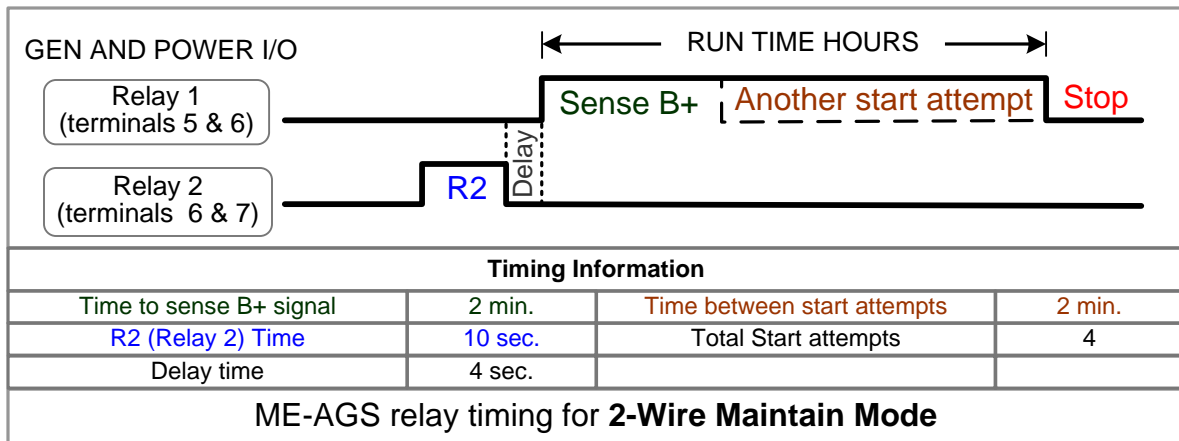 GEN AND POWER I/O
RUN TIME HOURS
Relay 1
(terminals 5 & 6)
Sense B+
Another start attempt
Stop
Delay
Relay 2
(terminals 6 & 7)
R2
Timing Information
Time to sense B+ signal 2 min. Time between start attempts 2 min.
R2 (Relay 2) Time 10 sec. Total Start attempts 4
Delay time 4 sec.
ME-AGS relay timing for 2-Wire Maintain Mode